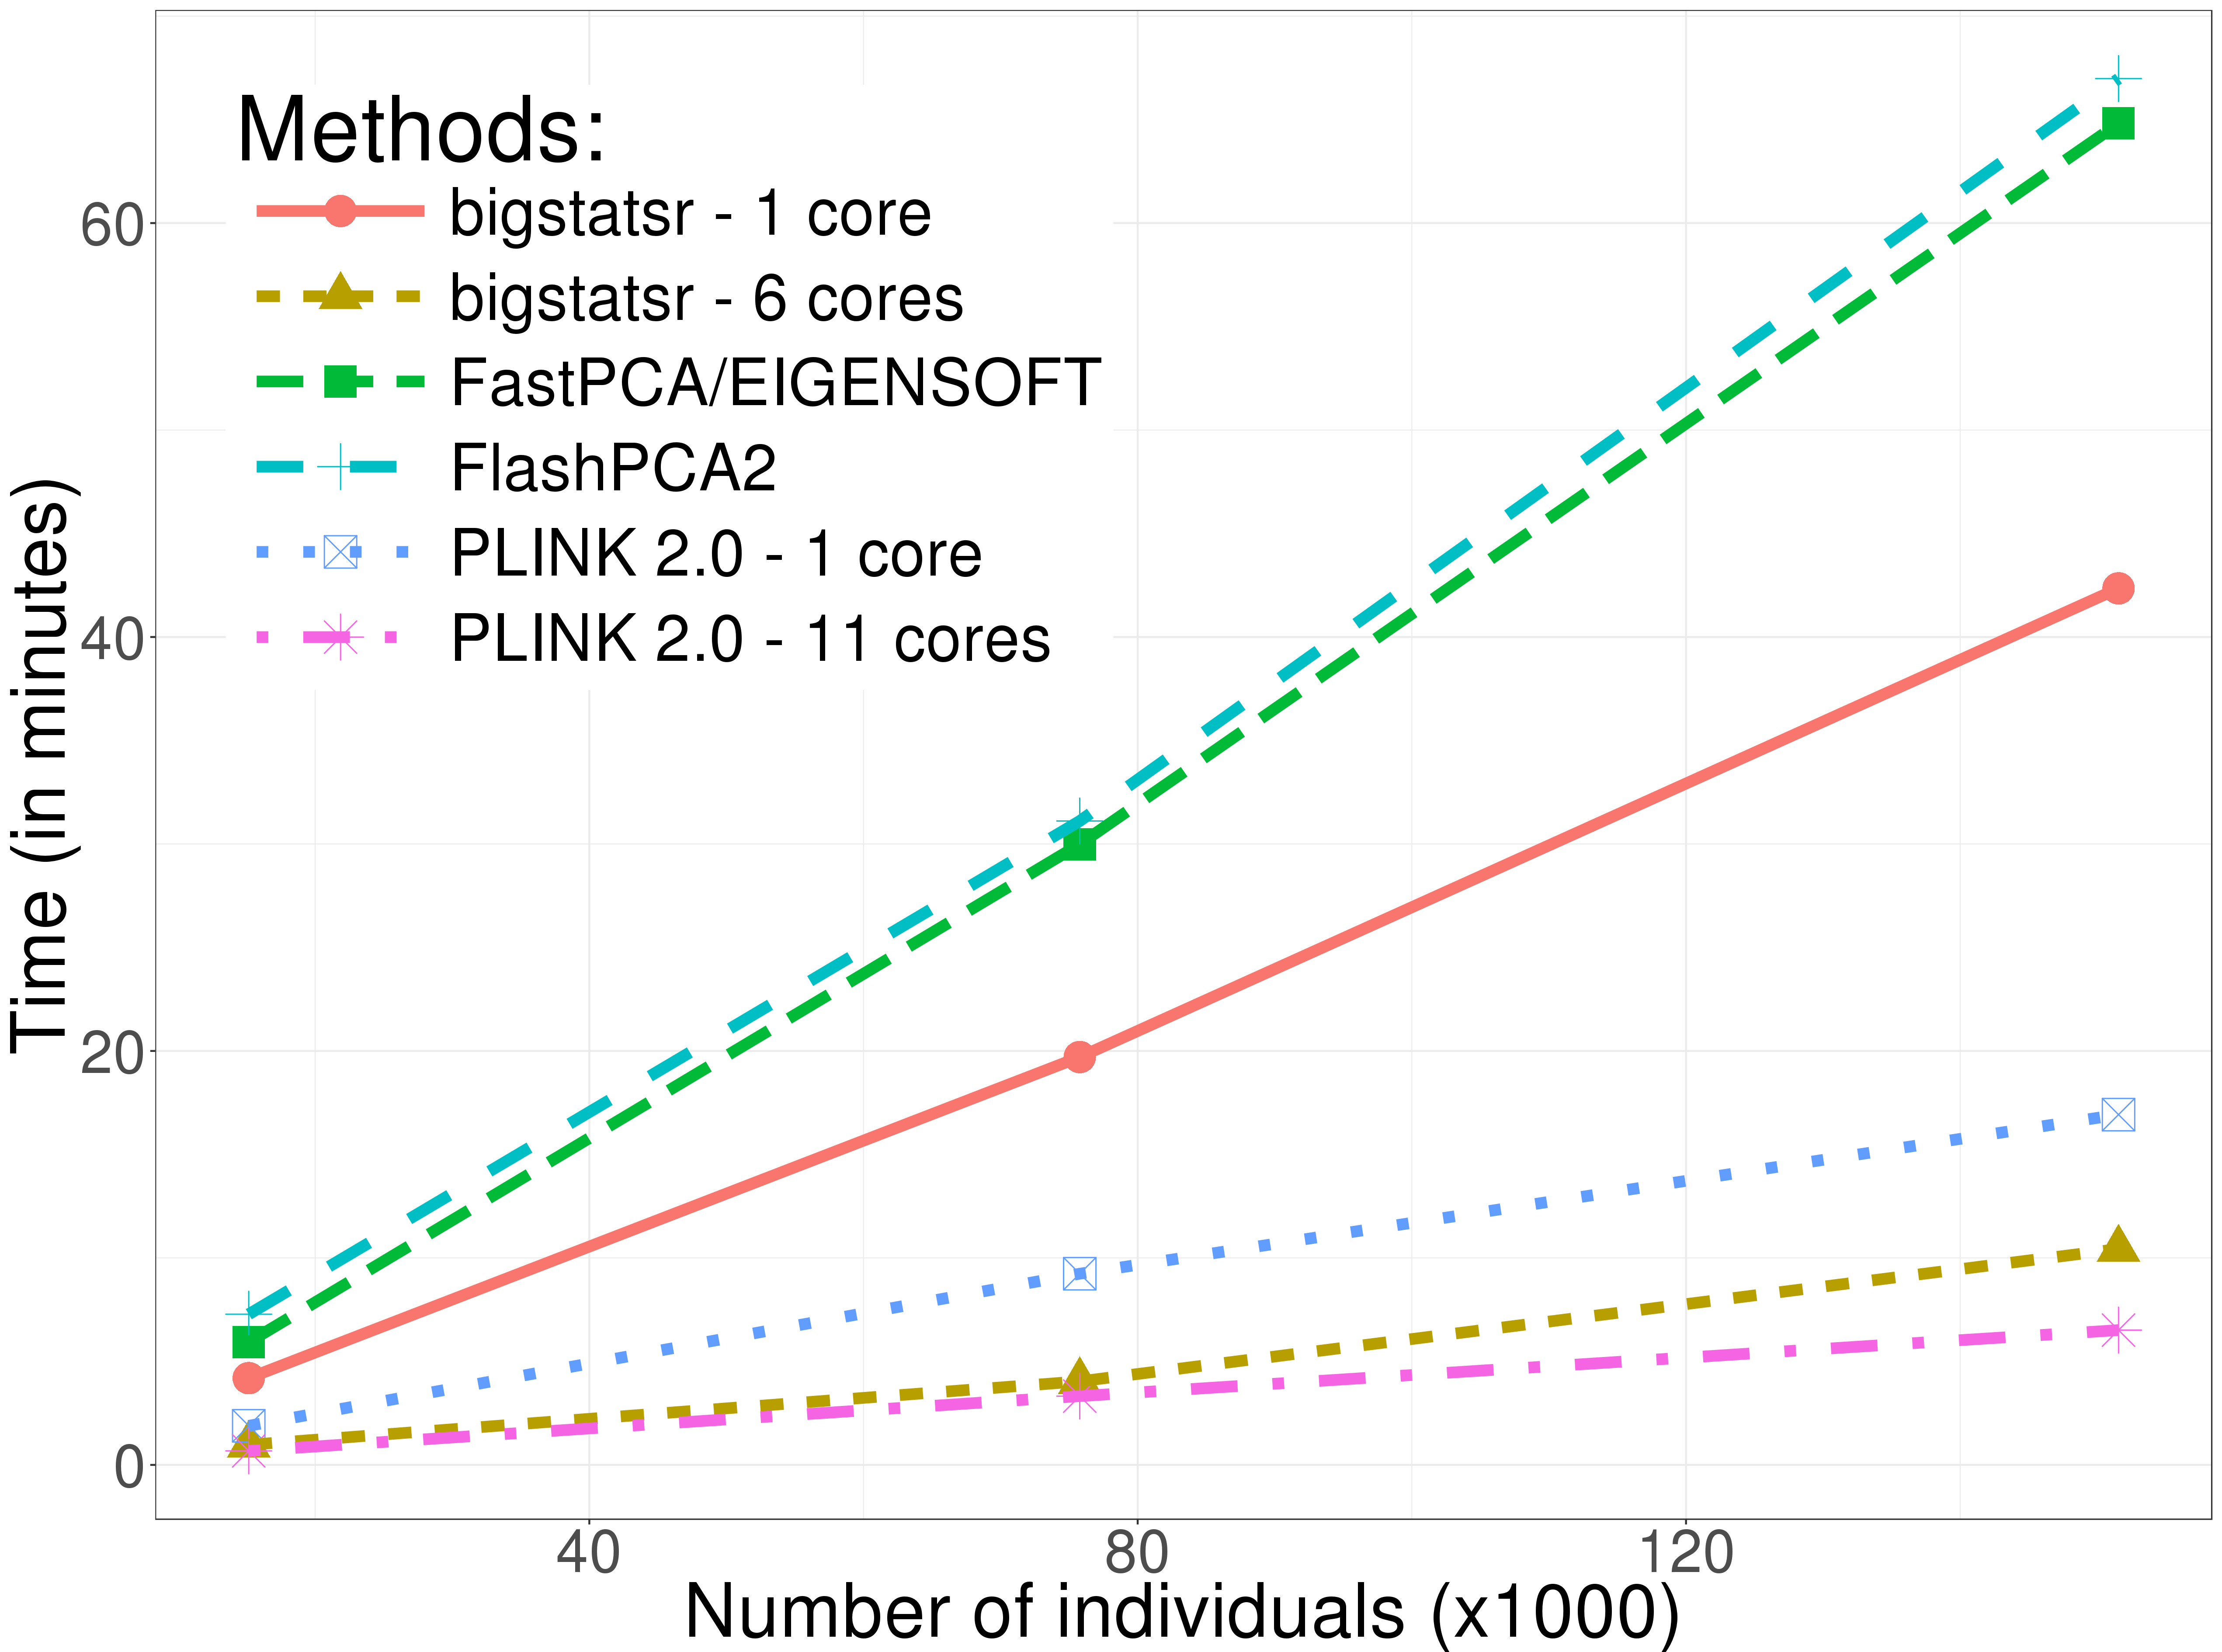 Methods:
bigstatsr - 1 core
bigstatsr - 6 cores
FastPCA/EIGENSOFT
FlashPCA2
PLINK 2.0 - 1 core
PLINK 2.0 - 11 cores
Time (in minutes)
60
40
20
0
40 80 120
Number of individuals (x1000)